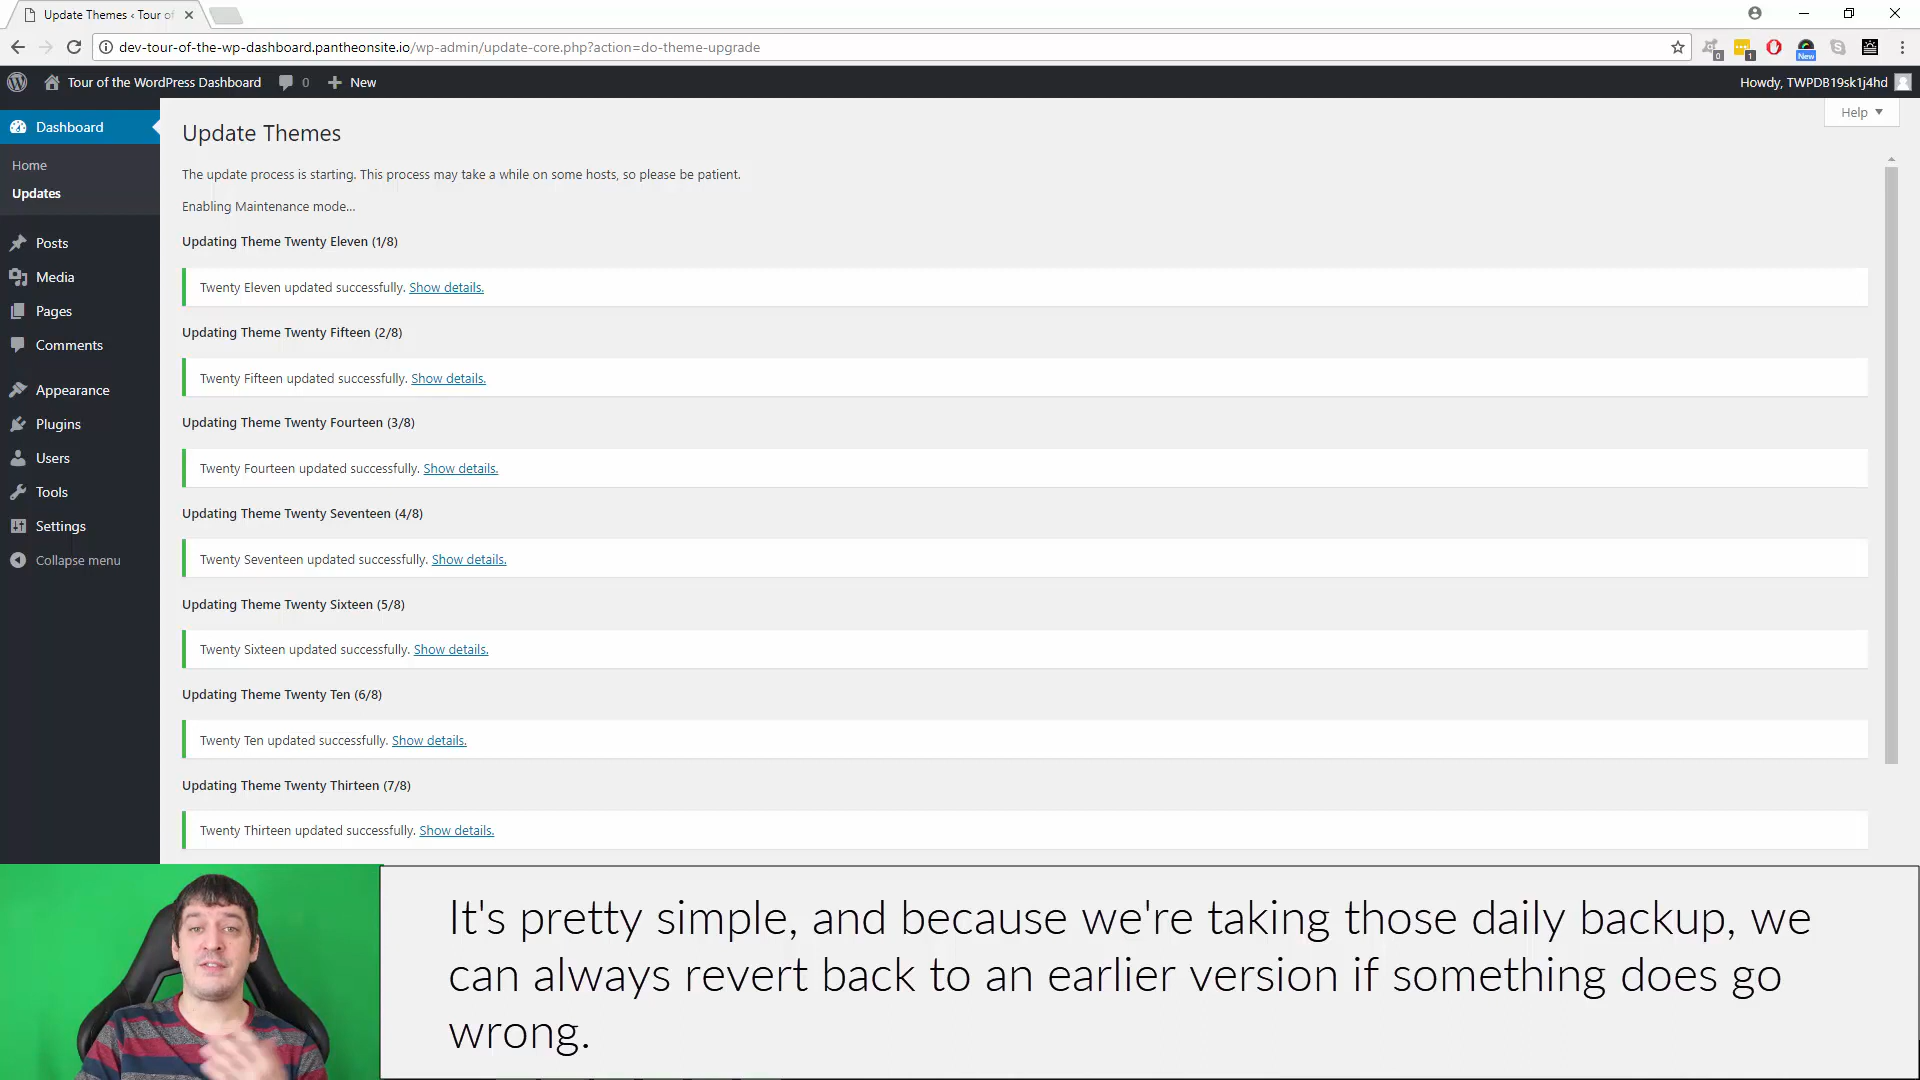 Update Themes ‹ Tour of
dev-tour-of-the-wp-dashboard.pantheonsite.io/wp-admin/update-core.php?action=do-theme-upgrade
0
1
New
Tour of the WordPress Dashboard
0
New
Howdy, TWPDB19sk1j4hd
Dashboard
Home
Updates
Posts
Media
Pages
Comments
Appearance
Plugins
Users
Tools
Settings
Collapse menu
Help
Update Themes
The update process is starting. This process may take a while on some hosts, so please be patient.
Enabling Maintenance mode…
Updating Theme Twenty Eleven (1/8)
Twenty Eleven updated successfully. Show details.
Updating Theme Twenty Fifteen (2/8)
Twenty Fifteen updated successfully. Show details.
Updating Theme Twenty Fourteen (3/8)
Twenty Fourteen updated successfully. Show details.
Updating Theme Twenty Seventeen (4/8)
Twenty Seventeen updated successfully. Show details.
Updating Theme Twenty Sixteen (5/8)
Twenty Sixteen updated successfully. Show details.
Updating Theme Twenty Ten (6/8)
Twenty Ten updated successfully. Show details.
Updating Theme Twenty Thirteen (7/8)
Twenty Thirteen updated successfully. Show details.
It's pretty simple, and because we're taking those daily backup, we
can always revert back to an earlier version if something does go
wrong.